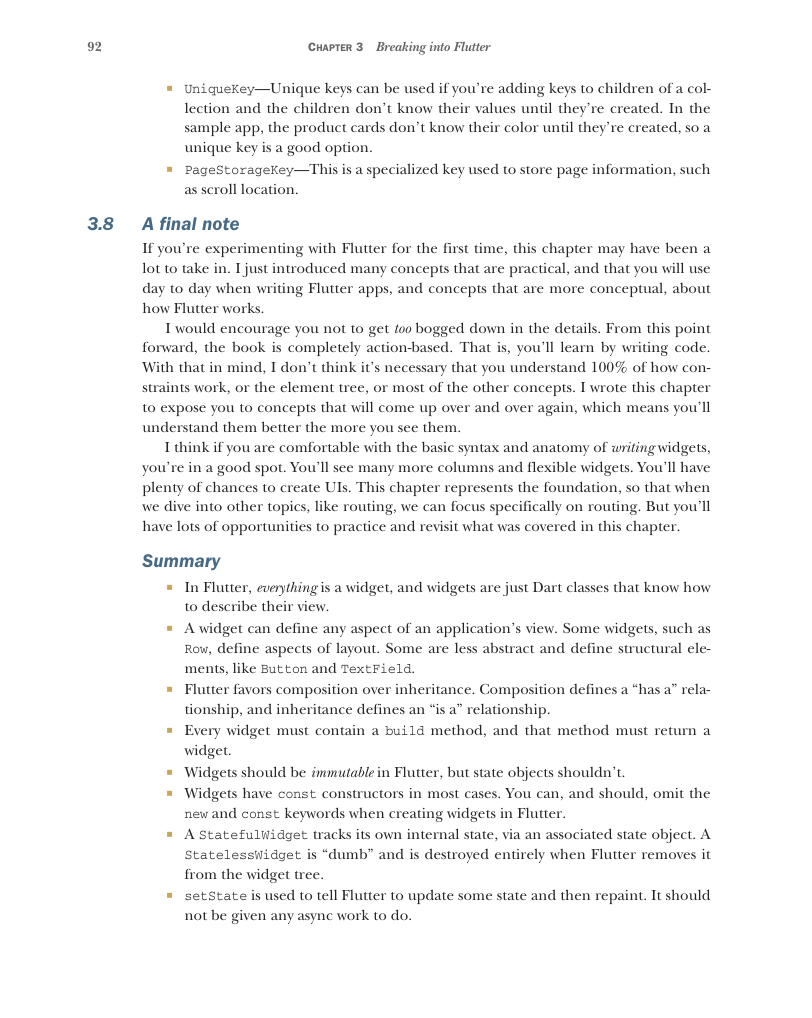 92 CHAPTER 3 Breaking into Flutter
■ UniqueKey—Unique keys can be used if you're adding keys to children of a col-
lection and the children don't know their values until they're created. In the
sample app, the product cards don't know their color until they're created, so a
unique key is a good option.
■ PageStorageKey—This is a specialized key used to store page information, such
as scroll location.
3.8 A final note
If you're experimenting with Flutter for the first time, this chapter may have been a
lot to take in. I just introduced many concepts that are practical, and that you will use
day to day when writing Flutter apps, and concepts that are more conceptual, about
how Flutter works.
I would encourage you not to get too bogged down in the details. From this point
forward, the book is completely action-based. That is, you'll learn by writing code.
With that in mind, I don't think it's necessary that you understand 100% of how con-
straints work, or the element tree, or most of the other concepts. I wrote this chapter
to expose you to concepts that will come up over and over again, which means you'll
understand them better the more you see them.
I think if you are comfortable with the basic syntax and anatomy of writing widgets,
you're in a good spot. You'll see many more columns and flexible widgets. You'll have
plenty of chances to create UIs. This chapter represents the foundation, so that when
we dive into other topics, like routing, we can focus specifically on routing. But you'll
have lots of opportunities to practice and revisit what was covered in this chapter.
Summary
■ In Flutter, everything is a widget, and widgets are just Dart classes that know how
to describe their view.
■ A widget can define any aspect of an application's view. Some widgets, such as
Row, define aspects of layout. Some are less abstract and define structural ele-
ments, like Button and TextField.
■ Flutter favors composition over inheritance. Composition defines a “has a” rela-
tionship, and inheritance defines an “is a” relationship.
■ Every widget must contain a build method, and that method must return a
widget.
■ Widgets should be immutable in Flutter, but state objects shouldn't.
■ Widgets have const constructors in most cases. You can, and should, omit the
new and const keywords when creating widgets in Flutter.
■ A StatefulWidget tracks its own internal state, via an associated state object. A
StatelessWidget is “dumb” and is destroyed entirely when Flutter removes it
from the widget tree.
■ setState is used to tell Flutter to update some state and then repaint. It should
not be given any async work to do.